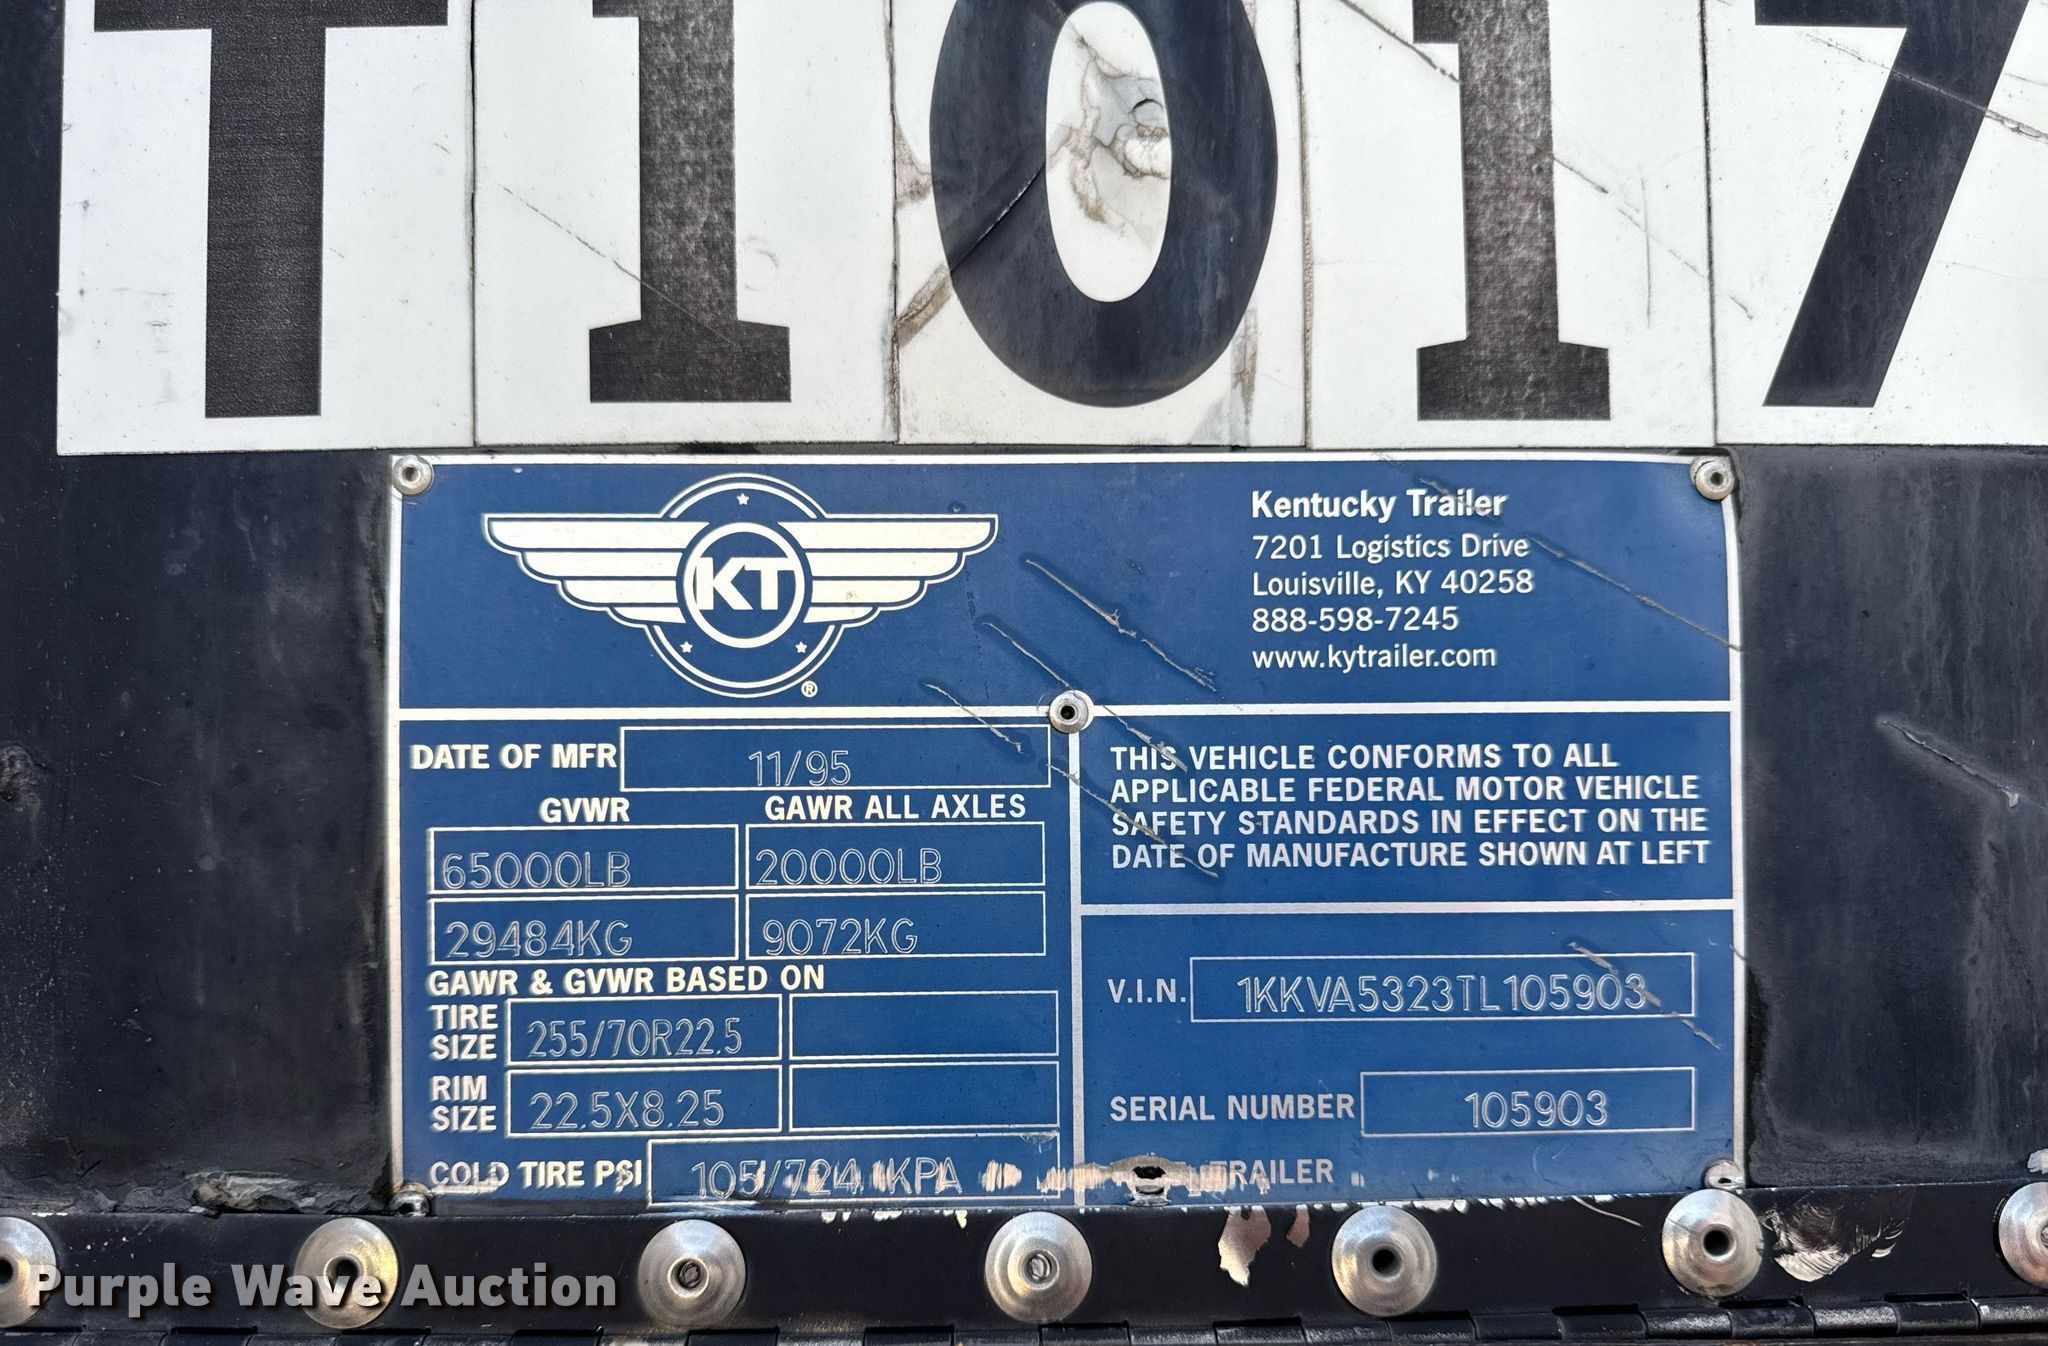 T1017
KT
®
Kentucky Trailer
7201 Logistics Drive
Louisville, KY 40258
888-598-7245
www.kytrailer.com
DATE OF MFR 11/95
GVWR GAWR ALL AXLES
65000LB 20000LB
29484KG 9072KG
GAWR & GVWR BASED ON
TIRE SIZE 255/70R22.5
RIM SIZE 22.5X8.25
COLD TIRE PSI 105/724 KPA
THIS VEHICLE CONFORMS TO ALL
APPLICABLE FEDERAL MOTOR VEHICLE
SAFETY STANDARDS IN EFFECT ON THE
DATE OF MANUFACTURE SHOWN AT LEFT
V.I.N. 1KKVA5323TL105903
SERIAL NUMBER 105903
TRAILER
Purple Wave Auction